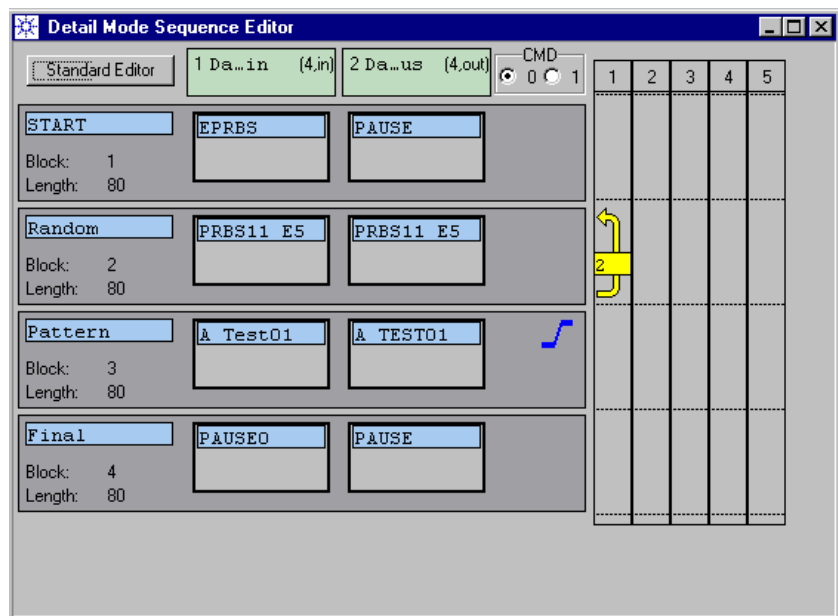 Detail Mode Sequence Editor
Standard Editor
1 Da…in (4,in)
2 Da…us (4,out)
CMD
0 1
1 2 3 4 5
START
EPRBS
PAUSE
Block: 1
Length: 80
Random
PRBS11 E5
PRBS11 E5
Block: 2
Length: 80
2
Pattern
A Test01
A TEST01
Block: 3
Length: 80
Final
PAUSE0
PAUSE
Block: 4
Length: 80